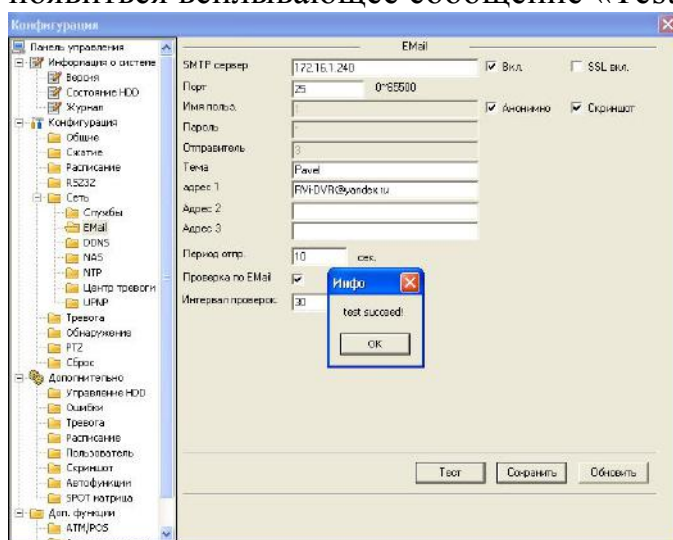 появиться всплывающее сообщение «Test
Конфигурация
Панель управления
Информация о системе
Версия
Состояние HDD
Журнал
Конфигурация
Общие
Сжатие
Расписание
RS232
Сеть
Службы
EMail
DDNS
NAS
NTP
Центр тревоги
UPNP
Тревога
Обнаружение
PTZ
Сброс
Дополнительно
Управление HDD
Ошибки
Тревога
Расписание
Пользователь
Скриншот
Автофункции
SPOT матрица
Доп. функции
ATM/POS
EMail
SMTP сервер 172.16.1.240 Вкл. SSL вкл.
Порт 25 0~65500
Имя польз. 1 Анонимно Скриншот
Пароль
Отправитель 3
Тема Pavel
адрес 1 RVi-DVR@yandex.ru
Адрес 2
Адрес 3
Период отпр. 10 сек.
Проверка по EMail
Интервал проверок. 30
Инфо
test succeed!
OK
Тест Сохранить Обновить